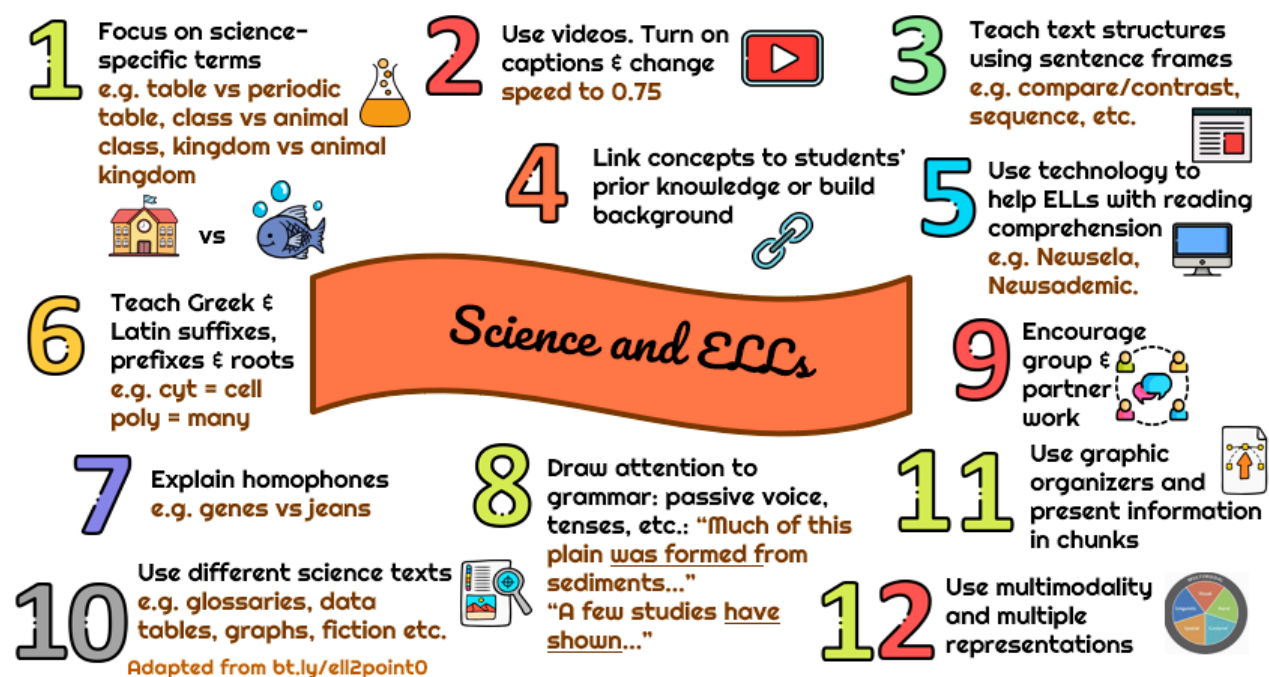 1
Focus on science-
specific terms
e.g. table vs periodic
table, class vs animal
class, kingdom vs animal
kingdom
vs
2
Use videos. Turn on
captions & change
speed to 0.75
3
Teach text structures
using sentence frames
e.g. compare/contrast,
sequence, etc.
4
Link concepts to students'
prior knowledge or build
background
5
Use technology to
help ELLs with reading
comprehension
e.g. Newsela,
Newsademic.
Science and ELLs
6
Teach Greek &
Latin suffixes,
prefixes & roots
e.g. cyt = cell
poly = many
7
Explain homophones
e.g. genes vs jeans
8
Draw attention to
grammar: passive voice,
tenses, etc.: "Much of this
plain was formed from
sediments..."
"A few studies have
shown..."
9
Encourage
group &
partner
work
10
Use different science texts
e.g. glossaries, data
tables, graphs, fiction etc.
Adapted from bt.ly/ell2point0
11
Use graphic
organizers and
present information
in chunks
12
Use multimodality
and multiple
representations
Visual
Linguistic
Aural
Spatial
Gestural